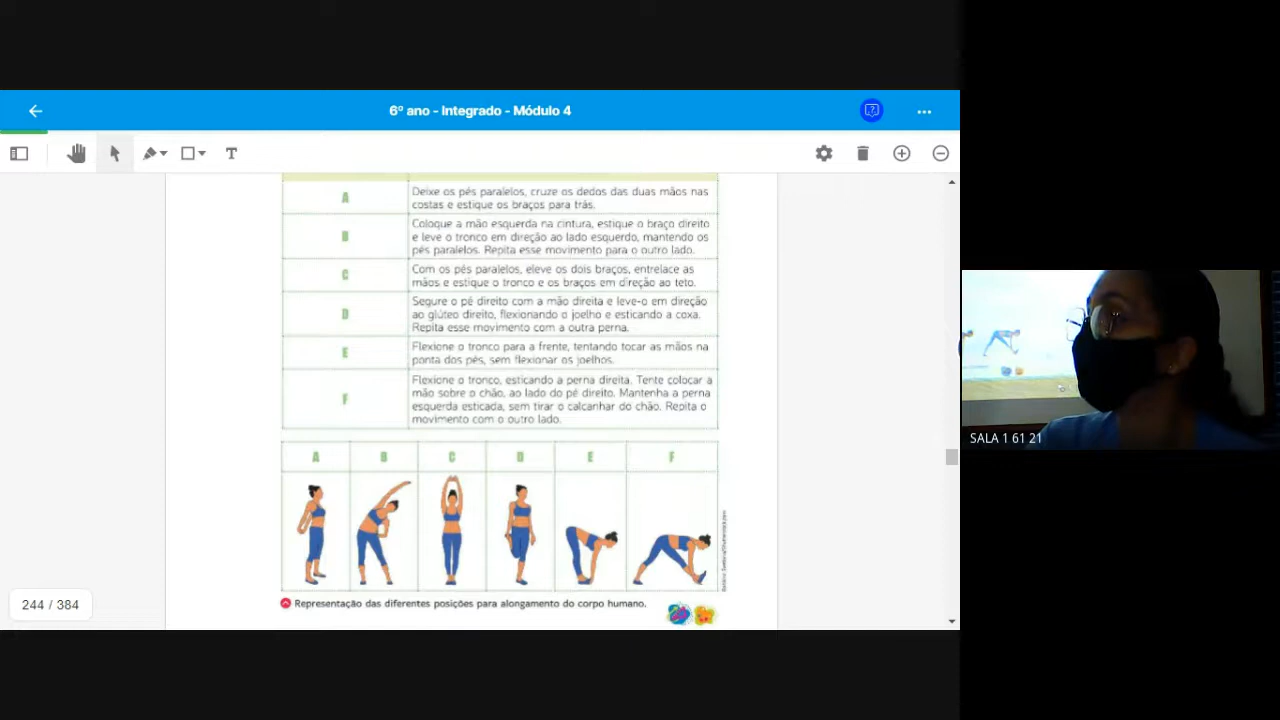 6º ano - Integrado - Módulo 4
T
A
Deixe os pés paralelos, cruze os dedos das duas mãos nas
costas e estique os braços para trás.
B
Coloque a mão esquerda na cintura, estique o braço direito
e leve o tronco em direção ao lado esquerdo, mantendo os
pés paralelos. Repita esse movimento para o outro lado.
C
Com os pés paralelos, eleve os dois braços, entrelace as
mãos e estique o tronco e os braços em direção ao teto.
D
Segure o pé direito com a mão direita e leve-o em direção
ao glúteo direito, flexionando o joelho e esticando a coxa.
Repita esse movimento com a outra perna.
E
Flexione o tronco para a frente, tentando tocar as mãos na
ponta dos pés, sem flexionar os joelhos.
F
Flexione o tronco, esticando a perna direita. Tente colocar a
mão sobre o chão, ao lado do pé direito. Mantenha a perna
esquerda esticada, sem tirar o calcanhar do chão. Repita o
movimento com o outro lado.
A B C D E F
Representação das diferentes posições para alongamento do corpo humano.
244 / 384
SALA 1 61 21